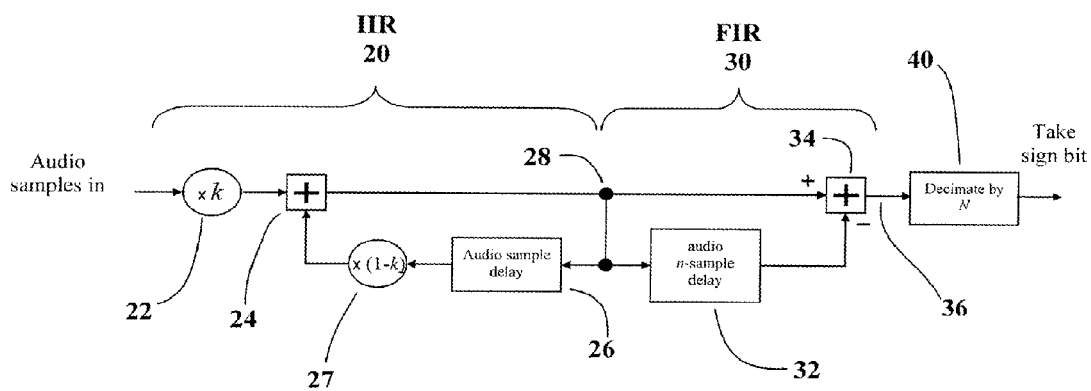 IIR
20
FIR
30
40
Audio
samples in
28
34
Take
sign bit
× k
+
+
+
−
Decimate by
N
× (1-k)
Audio sample
delay
audio
n-sample
delay
22
24
27
26
32
36